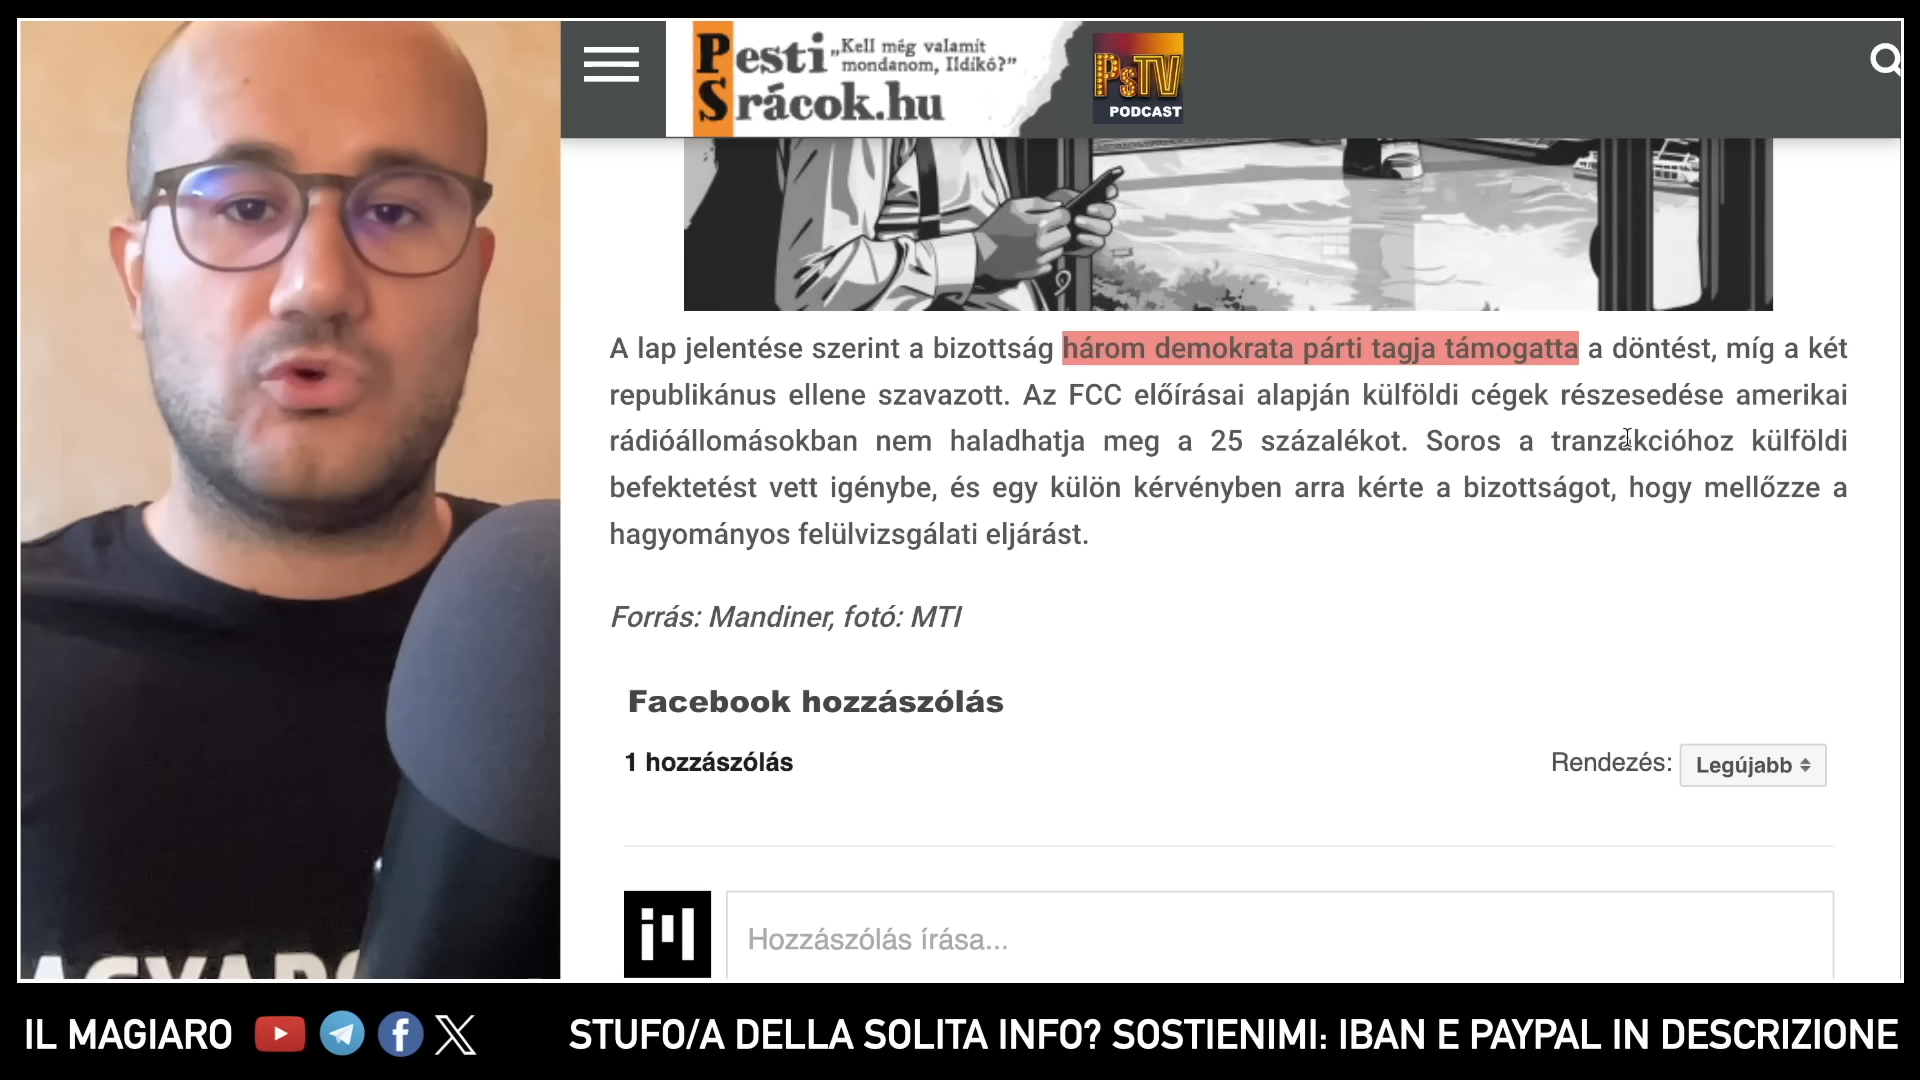 Pesti
Srácok.hu
„Kell még valamit
mondanom, Ildikó?”
PSTV
PODCAST
A lap jelentése szerint a bizottság három demokrata párti tagja támogatta a döntést, míg a két
republikánus ellene szavazott. Az FCC előírásai alapján külföldi cégek részesedése amerikai
rádióállomásokban nem haladhatja meg a 25 százalékot. Soros a tranzakcióhoz külföldi
befektetést vett igénybe, és egy külön kérvényben arra kérte a bizottságot, hogy mellőzze a
hagyományos felülvizsgálati eljárást.
Forrás: Mandiner, fotó: MTI
Facebook hozzászólás
1 hozzászólás
Rendezés: Legújabb
Hozzászólás írása...
IL MAGIARO
STUFO/A DELLA SOLITA INFO? SOSTIENIMI: IBAN E PAYPAL IN DESCRIZIONE